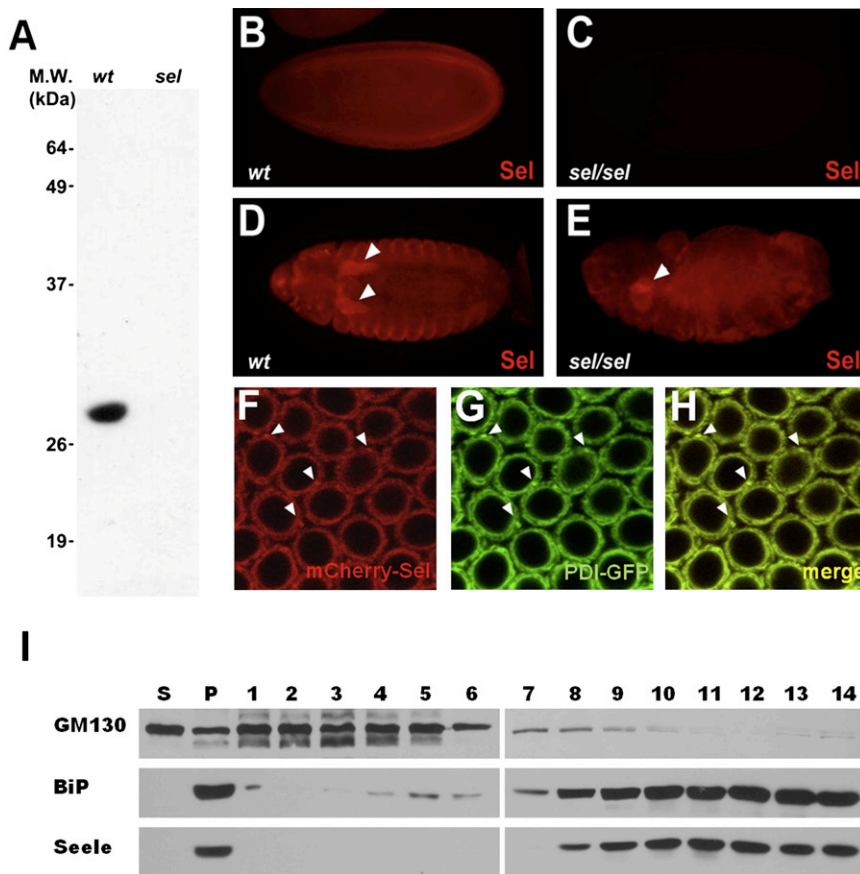 A
M.W. wt sel
(kDa)
64-
49-
37-
26-
19-
B
wt Sel
C
sel/sel Sel
D
wt Sel
E
sel/sel Sel
F
mCherry-Sel
G
PDI-GFP
H
merge
I
S P 1 2 3 4 5 6 7 8 9 10 11 12 13 14
GM130
BiP
Seele